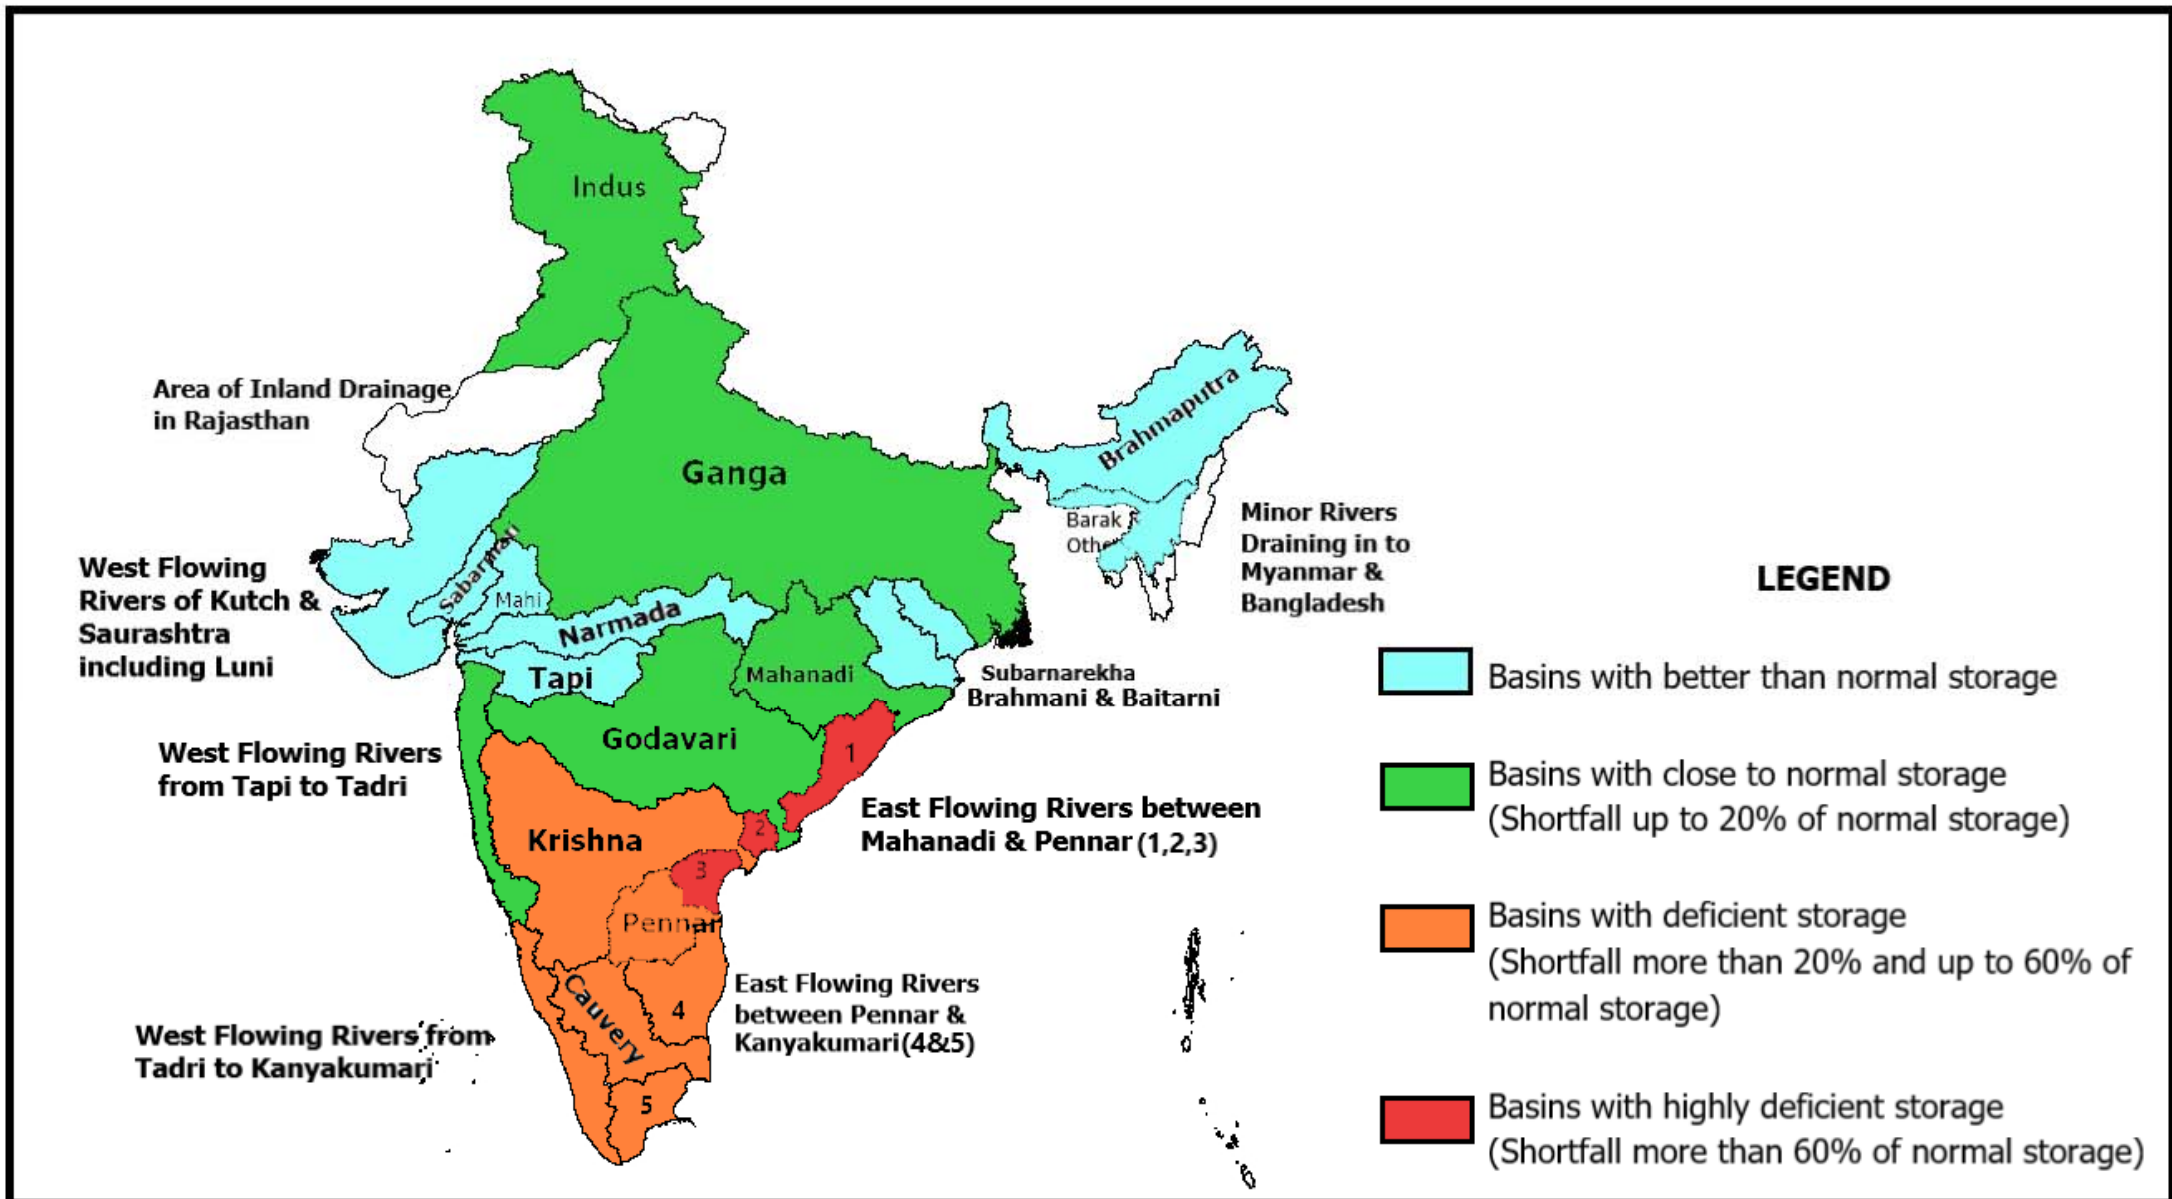 Indus
Area of Inland Drainage
in Rajasthan
Ganga
Brahmaputra
Barak &
Othe
Minor Rivers
Draining in to
Myanmar &
Bangladesh
West Flowing
Rivers of Kutch &
Saurashtra
including Luni
Sabarmati
Mahi
Narmada
Tapi
Mahanadi
Subarnarekha
Brahmani & Baitarni
Godavari
West Flowing Rivers
from Tapi to Tadri
1
2
3
East Flowing Rivers between
Mahanadi & Pennar (1,2,3)
Krishna
Pennar
Cauvery
4
5
East Flowing Rivers
between Pennar &
Kanyakumari (4&5)
West Flowing Rivers from
Tadri to Kanyakumari
LEGEND
Basins with better than normal storage
Basins with close to normal storage
(Shortfall up to 20% of normal storage)
Basins with deficient storage
(Shortfall more than 20% and up to 60% of
normal storage)
Basins with highly deficient storage
(Shortfall more than 60% of normal storage)